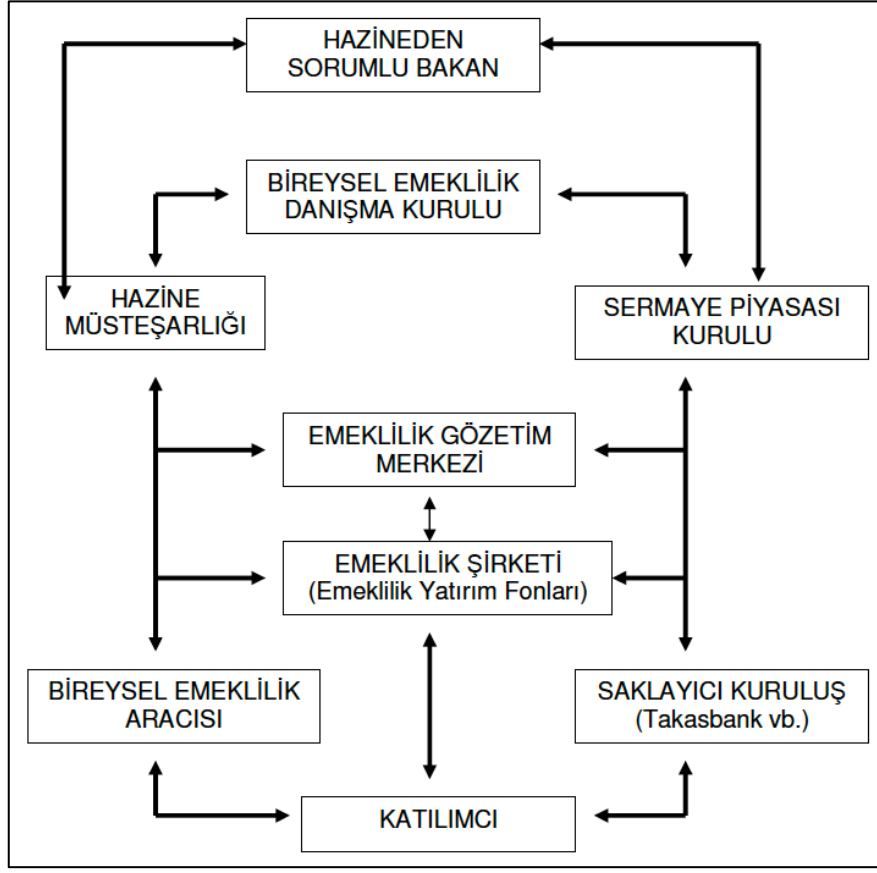 HAZİNEDEN
SORUMLU BAKAN
BİREYSEL EMEKLİLİK
DANIŞMA KURULU
HAZİNE
MÜSTEŞARLIĞI
SERMAYE PİYASASI
KURULU
EMEKLİLİK GÖZETİM
MERKEZİ
EMEKLİLİK ŞİRKETİ
(Emeklilik Yatırım Fonları)
BİREYSEL EMEKLİLİK
ARACISI
SAKLAYICI KURULUŞ
(Takasbank vb.)
KATILIMCI